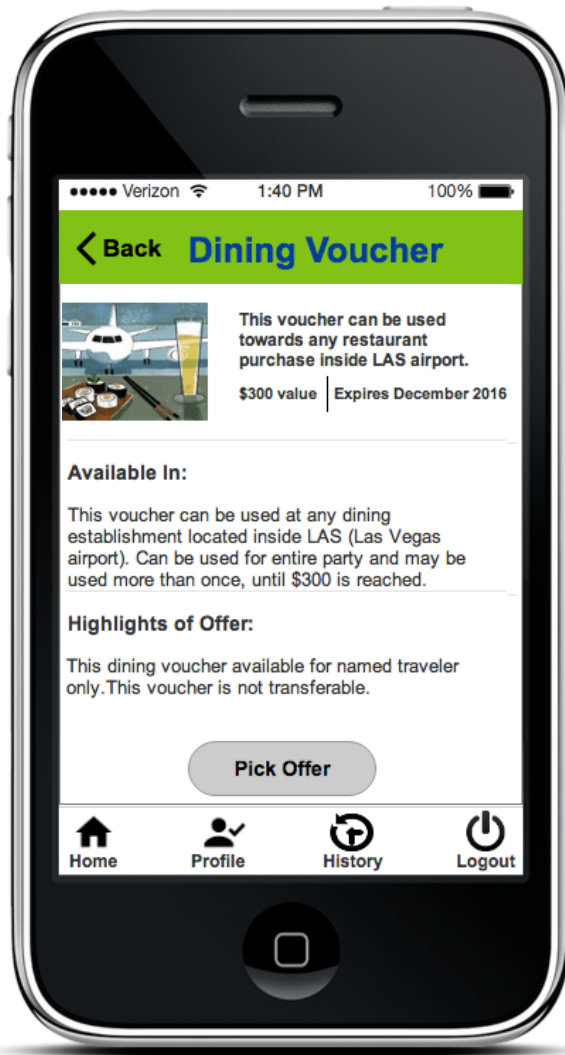 Verizon 1:40 PM 100%
Back Dining Voucher
This voucher can be used
towards any restaurant
purchase inside LAS airport.
$300 value Expires December 2016
Available In:
This voucher can be used at any dining
establishment located inside LAS (Las Vegas
airport). Can be used for entire party and may be
used more than once, until $300 is reached.
Highlights of Offer:
This dining voucher available for named traveler
only.This voucher is not transferable.
Pick Offer
Home Profile History Logout